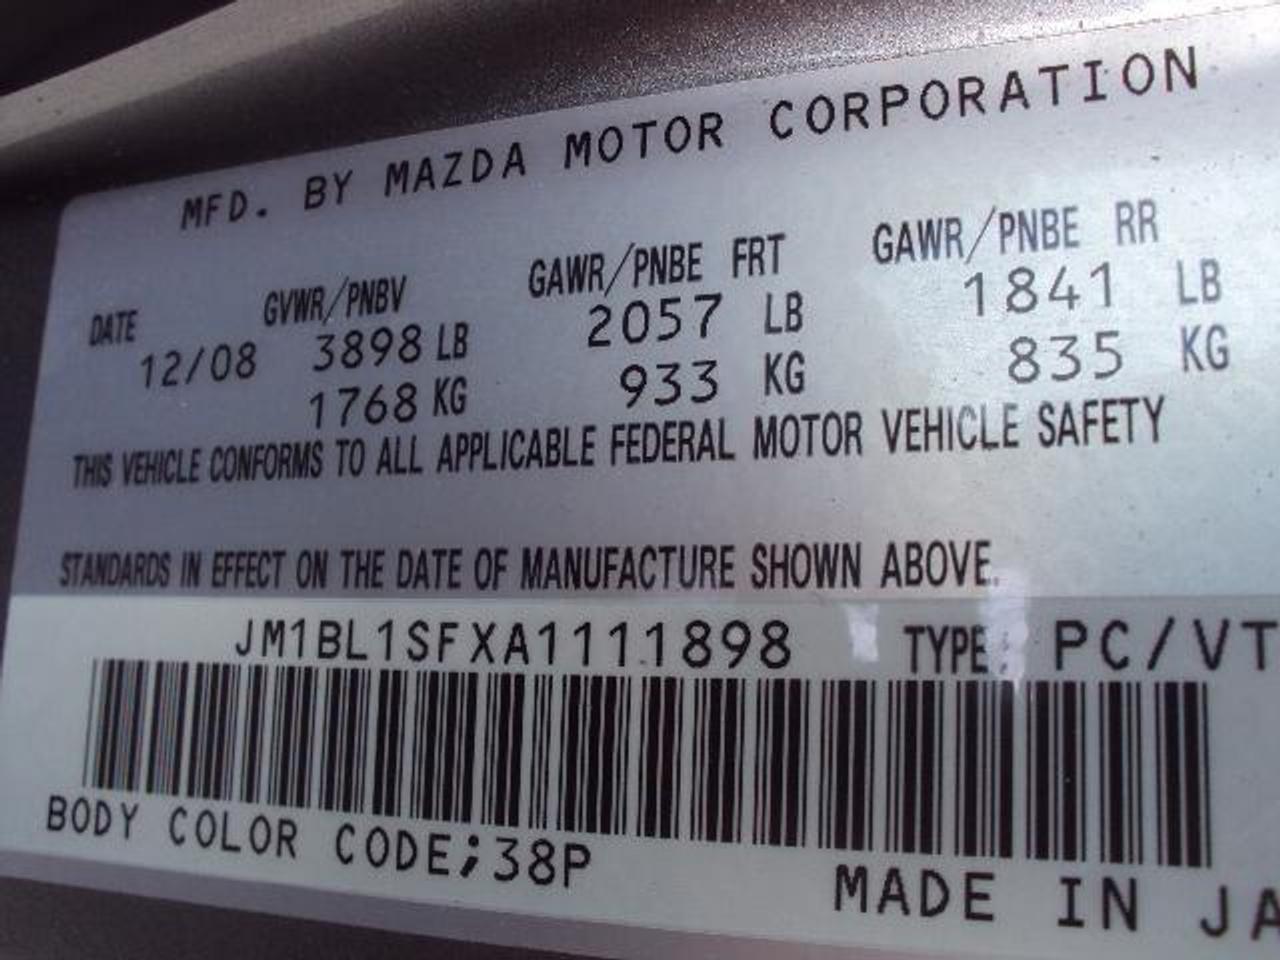 MFD. BY MAZDA MOTOR CORPORATION
DATE GVWR/PNBV GAWR/PNBE FRT GAWR/PNBE RR
12/08 3898 LB 2057 LB 1841 LB
1768 KG 933 KG 835 KG
THIS VEHICLE CONFORMS TO ALL APPLICABLE FEDERAL MOTOR VEHICLE SAFETY
STANDARDS IN EFFECT ON THE DATE OF MANUFACTURE SHOWN ABOVE.
JM1BL1SFXA1111898 TYPE: PC/VT
BODY COLOR CODE;38P
MADE IN JA